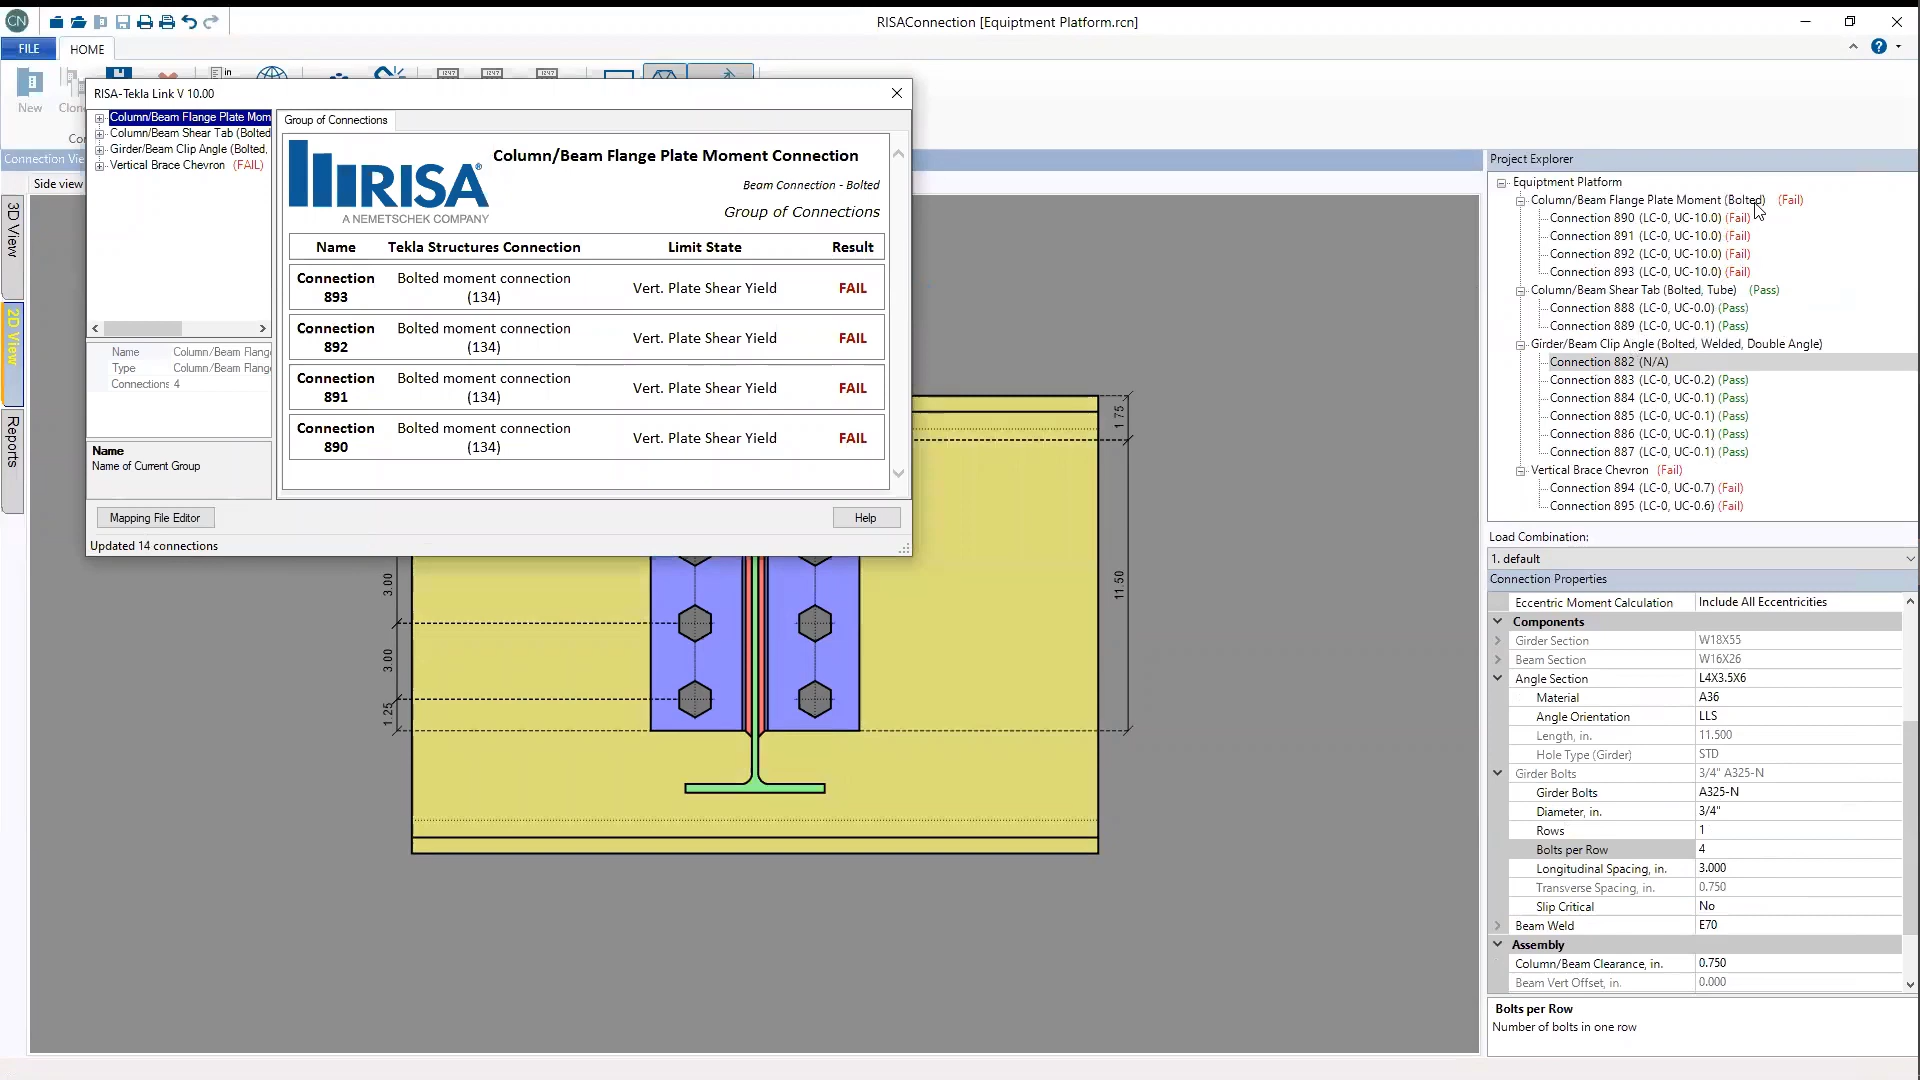 CN
RISAConnection [Equiptment Platform.rcn]
FILE
HOME
New
in
RISA-Tekla Link V 10.00
Column/Beam Flange Plate Mom
Column/Beam Shear Tab (Bolted
Girder/Beam Clip Angle (Bolted,
Vertical Brace Chevron (FAIL)
Name Column/Beam Flang
Type Column/Beam Flang
Connections 4
Name
Name of Current Group
Group of Connections
RISA
A NEMETSCHEK COMPANY
Column/Beam Flange Plate Moment Connection
Beam Connection - Bolted
Group of Connections
Name Tekla Structures Connection Limit State Result
Connection 893 Bolted moment connection (134) Vert. Plate Shear Yield FAIL
Connection 892 Bolted moment connection (134) Vert. Plate Shear Yield FAIL
Connection 891 Bolted moment connection (134) Vert. Plate Shear Yield FAIL
Connection 890 Bolted moment connection (134) Vert. Plate Shear Yield FAIL
Mapping File Editor
Help
Updated 14 connections
Side view
3D View
2D View
Reports
1.75
11.50
3.00
3.00
1.25
Project Explorer
Equiptment Platform
Column/Beam Flange Plate Moment (Bolted) (Fail)
Connection 890 (LC-0, UC-10.0) (Fail)
Connection 891 (LC-0, UC-10.0) (Fail)
Connection 892 (LC-0, UC-10.0) (Fail)
Connection 893 (LC-0, UC-10.0) (Fail)
Column/Beam Shear Tab (Bolted, Tube) (Pass)
Connection 888 (LC-0, UC-0.0) (Pass)
Connection 889 (LC-0, UC-0.1) (Pass)
Girder/Beam Clip Angle (Bolted, Welded, Double Angle)
Connection 882 (N/A)
Connection 883 (LC-0, UC-0.2) (Pass)
Connection 884 (LC-0, UC-0.1) (Pass)
Connection 885 (LC-0, UC-0.1) (Pass)
Connection 886 (LC-0, UC-0.1) (Pass)
Connection 887 (LC-0, UC-0.1) (Pass)
Vertical Brace Chevron (Fail)
Connection 894 (LC-0, UC-0.7) (Fail)
Connection 895 (LC-0, UC-0.6) (Fail)
Load Combination:
1. default
Connection Properties
Eccentric Moment Calculation Include All Eccentricities
Components
Girder Section W18X55
Beam Section W16X26
Angle Section L4X3.5X6
Material A36
Angle Orientation LLS
Length, in. 11.500
Hole Type (Girder) STD
Girder Bolts 3/4" A325-N
Girder Bolts A325-N
Diameter, in. 3/4"
Rows 1
Bolts per Row 4
Longitudinal Spacing, in. 3.000
Transverse Spacing, in. 0.750
Slip Critical No
Beam Weld E70
Assembly
Column/Beam Clearance, in. 0.750
Beam Vert Offset, in. 0.000
Bolts per Row
Number of bolts in one row